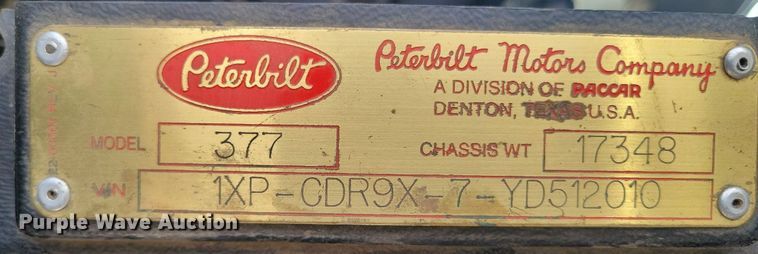 Peterbilt
Peterbilt Motors Company
A DIVISION OF PACCAR
DENTON, TEXAS U.S.A.
MODEL 377 CHASSIS WT 17348
VIN 1XP-CDR9X-7-YD512010
Purple Wave Auction